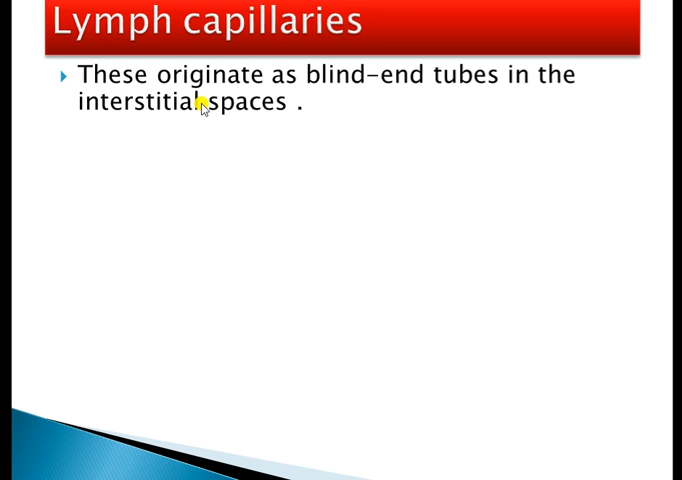 Lymph capillaries
These originate as blind-end tubes in the
interstitial spaces .